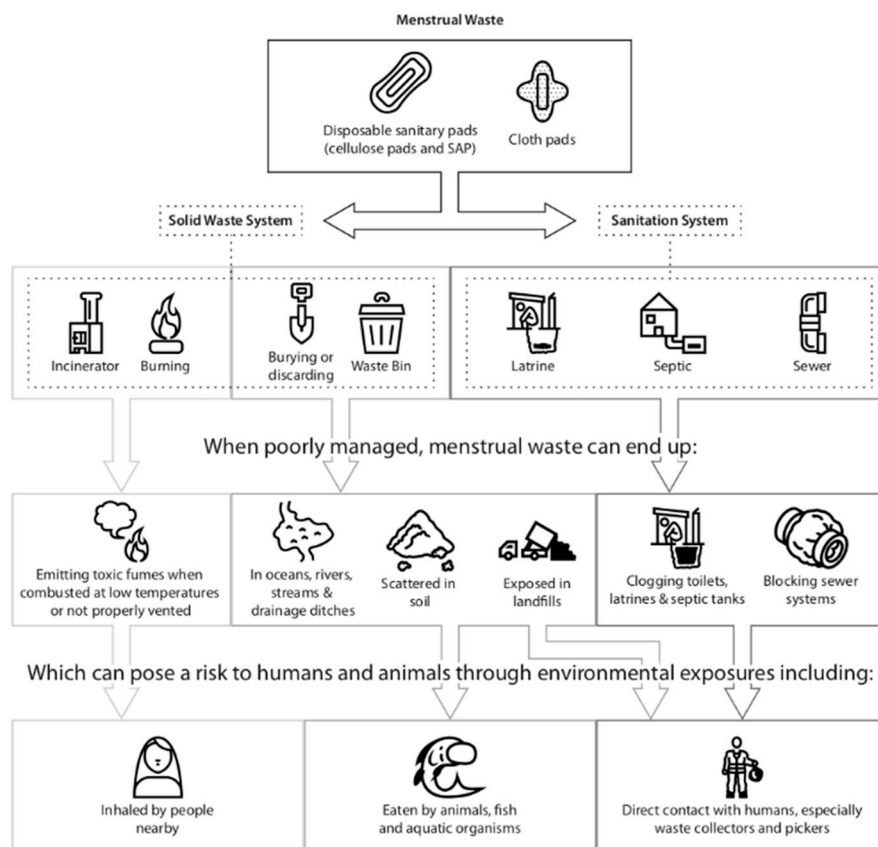 Menstrual Waste
Disposable sanitary pads
(cellulose pads and SAP)
Cloth pads
Solid Waste System
Sanitation System
Incinerator
Burning
Burying or
discarding
Waste Bin
Latrine
Septic
Sewer
When poorly managed, menstrual waste can end up:
Emitting toxic fumes when
combusted at low temperatures
or not properly vented
In oceans, rivers,
streams &
drainage ditches
Scattered in
soil
Exposed in
landfills
Clogging toilets,
latrines & septic tanks
Blocking sewer
systems
Which can pose a risk to humans and animals through environmental exposures including:
Inhaled by people
nearby
Eaten by animals, fish
and aquatic organisms
Direct contact with humans, especially
waste collectors and pickers